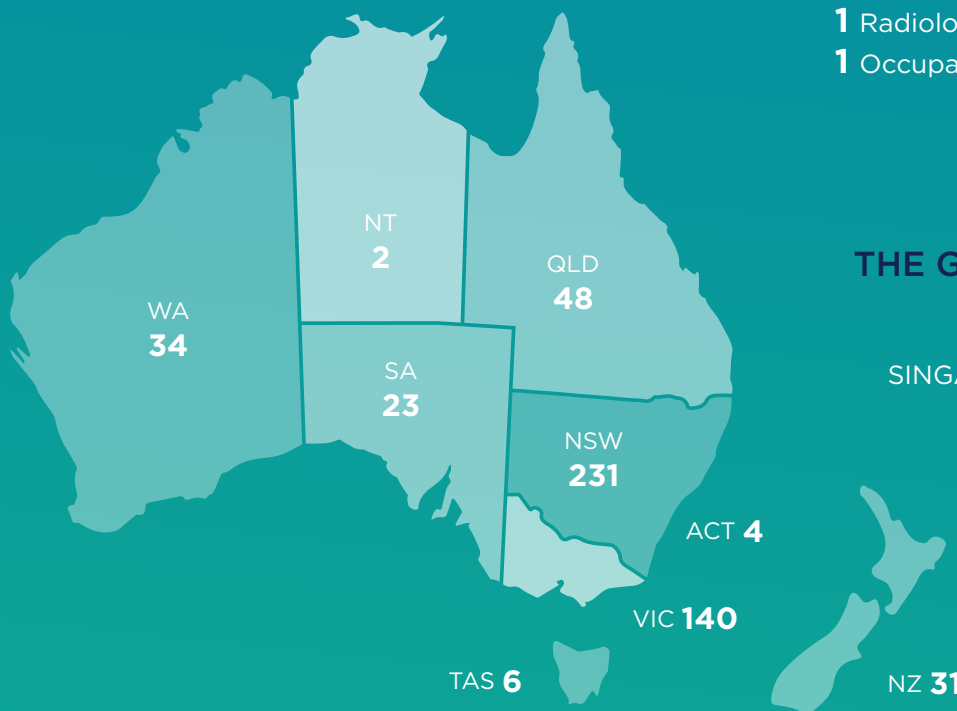 1 Radiolo
1 Occupa
NT
2
QLD
48
THE G
WA
34
SINGA
SA
23
NSW
231
ACT 4
VIC 140
TAS 6
NZ 31